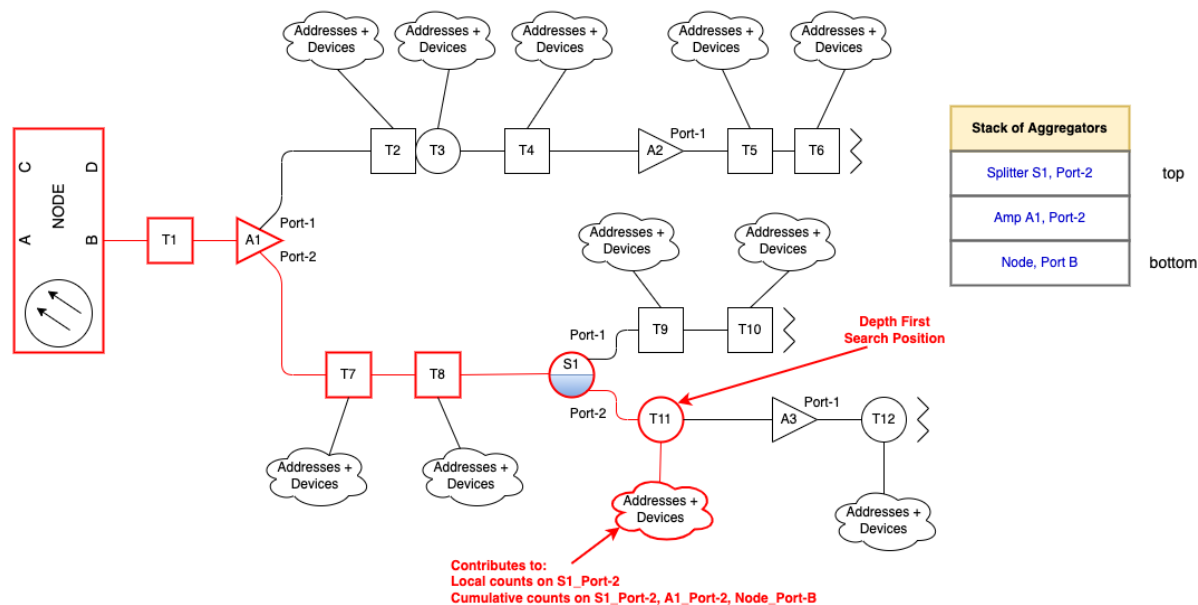 Addresses +
Devices
Addresses +
Devices
Addresses +
Devices
Addresses +
Devices
Addresses +
Devices
C
D
NODE
A
B
T1
A1
Port-1
Port-2
T2
T3
T4
A2
Port-1
T5
T6
Stack of Aggregators
Splitter S1, Port-2
top
Amp A1, Port-2
Node, Port B
bottom
Addresses +
Devices
Addresses +
Devices
T9
T10
Port-1
S1
Port-2
Depth First
Search Position
T7
T8
T11
A3
Port-1
T12
Addresses +
Devices
Addresses +
Devices
Addresses +
Devices
Addresses +
Devices
Contributes to:
Local counts on S1_Port-2
Cumulative counts on S1_Port-2, A1_Port-2, Node_Port-B